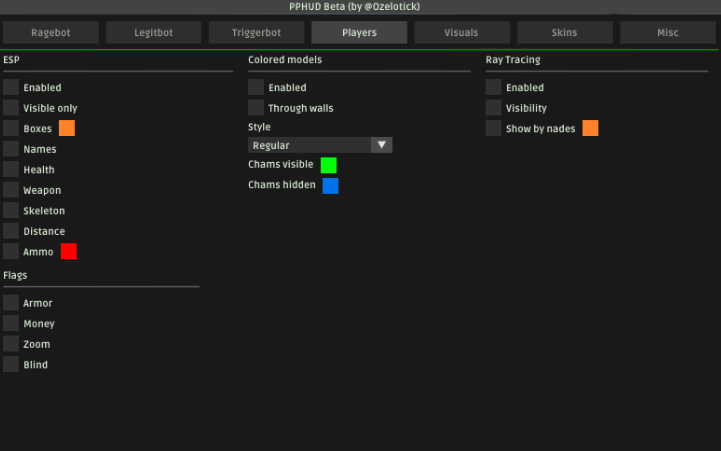 PPHUD Beta (by @Ozelotick)
Ragebot Legitbot Triggerbot Players Visuals Skins Misc
ESP
Enabled
Visible only
Boxes
Names
Health
Weapon
Skeleton
Distance
Ammo
Flags
Armor
Money
Zoom
Blind
Colored models
Enabled
Through walls
Style
Regular
Chams visible
Chams hidden
Ray Tracing
Enabled
Visibility
Show by nades